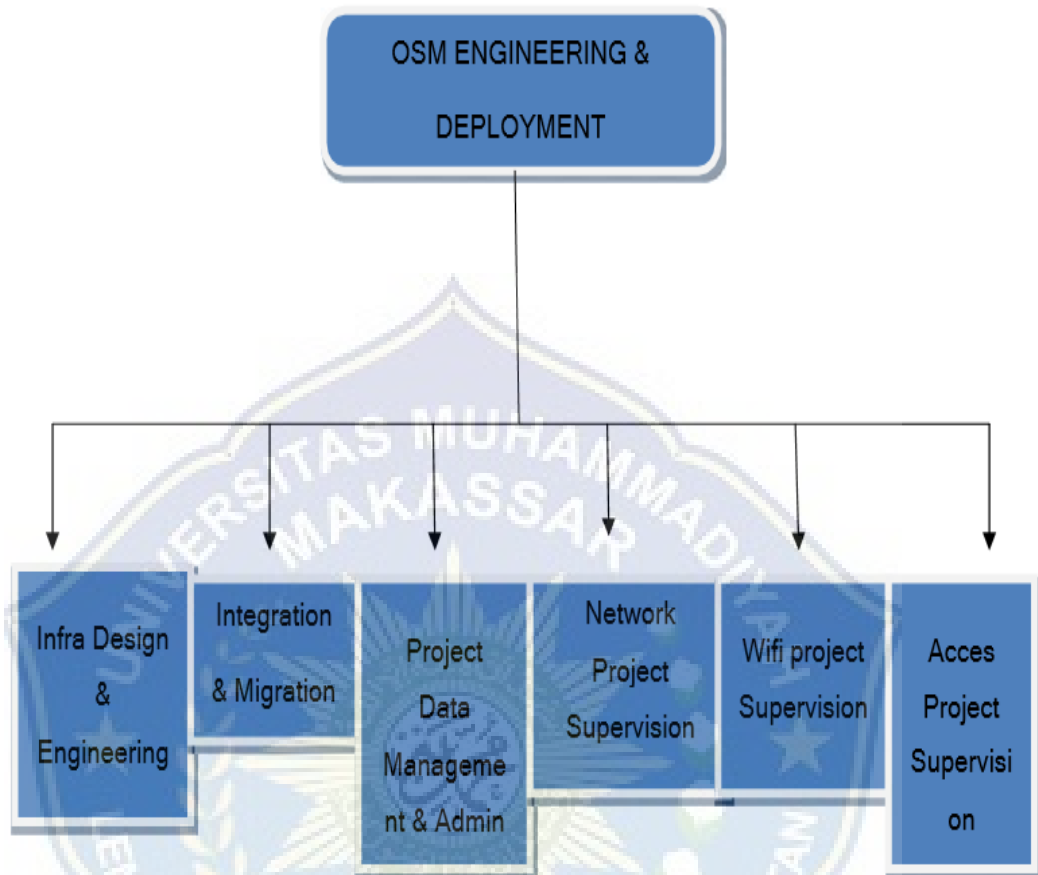 OSM ENGINEERING &
DEPLOYMENT
UNIVERSITAS MUHAMMADIYAH
MAKASSAR
Infra Design
&
Engineering
Integration
& Migration
Project
Data
Manageme
nt & Admin
Network
Project
Supervision
Wifi project
Supervision
Acces
Project
Supervisi
on